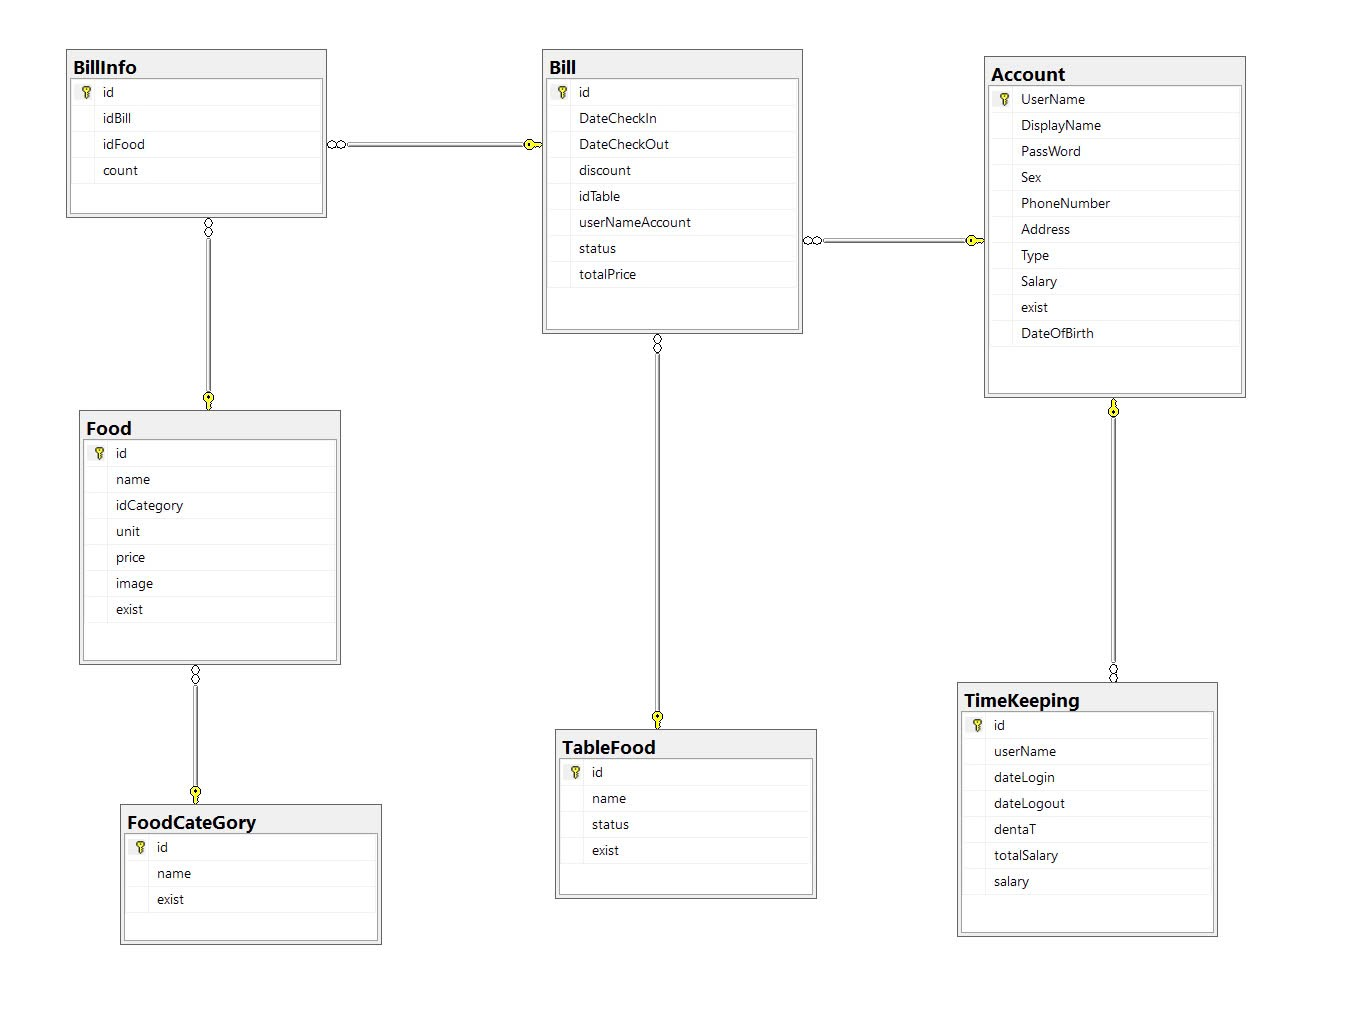 BillInfo
id
idBill
idFood
count
Bill
id
DateCheckIn
DateCheckOut
discount
idTable
userNameAccount
status
totalPrice
Account
UserName
DisplayName
PassWord
Sex
PhoneNumber
Address
Type
Salary
exist
DateOfBirth
Food
id
name
idCategory
unit
price
image
exist
FoodCateGory
id
name
exist
TableFood
id
name
status
exist
TimeKeeping
id
userName
dateLogin
dateLogout
dentaT
totalSalary
salary